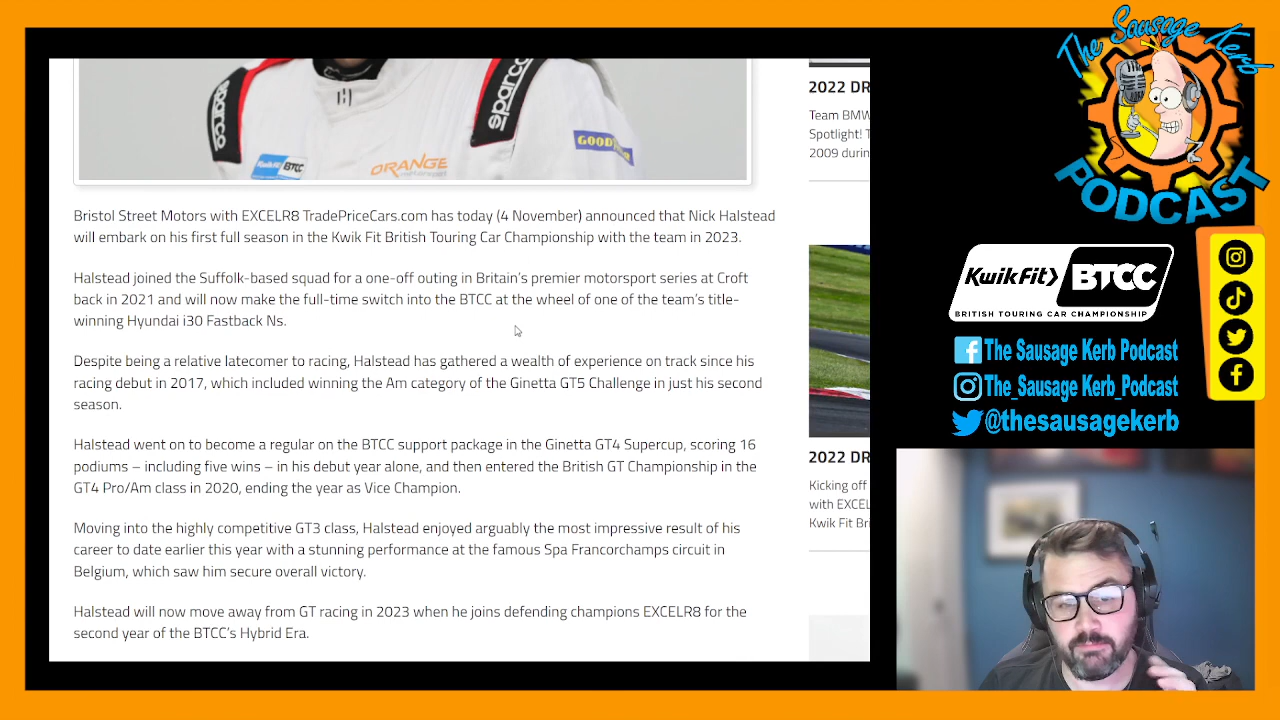 sparco
sparco
GOODYEAR
KwikFit BTCC
ORANGE
Bristol Street Motors with EXCELR8 TradePriceCars.com has today (4 November) announced that Nick Halstead
will embark on his first full season in the Kwik Fit British Touring Car Championship with the team in 2023.
Halstead joined the Suffolk-based squad for a one-off outing in Britain’s premier motorsport series at Croft
back in 2021 and will now make the full-time switch into the BTCC at the wheel of one of the team’s title-
winning Hyundai i30 Fastback Ns.
Despite being a relative latecomer to racing, Halstead has gathered a wealth of experience on track since his
racing debut in 2017, which included winning the Am category of the Ginetta GT5 Challenge in just his second
season.
Halstead went on to become a regular on the BTCC support package in the Ginetta GT4 Supercup, scoring 16
podiums – including five wins – in his debut year alone, and then entered the British GT Championship in the
GT4 Pro/Am class in 2020, ending the year as Vice Champion.
Moving into the highly competitive GT3 class, Halstead enjoyed arguably the most impressive result of his
career to date earlier this year with a stunning performance at the famous Spa Francorchamps circuit in
Belgium, which saw him secure overall victory.
Halstead will now move away from GT racing in 2023 when he joins defending champions EXCELR8 for the
second year of the BTCC’s Hybrid Era.
2022 DR
Team BMW
Spotlight! T
2009 durin
2022 DR
Kicking off
with EXCEL
Kwik Fit Bri
The Sausage Kerb
PODCAST
KwikFit BTCC
BRITISH TOURING CAR CHAMPIONSHIP
The Sausage Kerb Podcast
The_Sausage Kerb_Podcast
@thesausagekerb